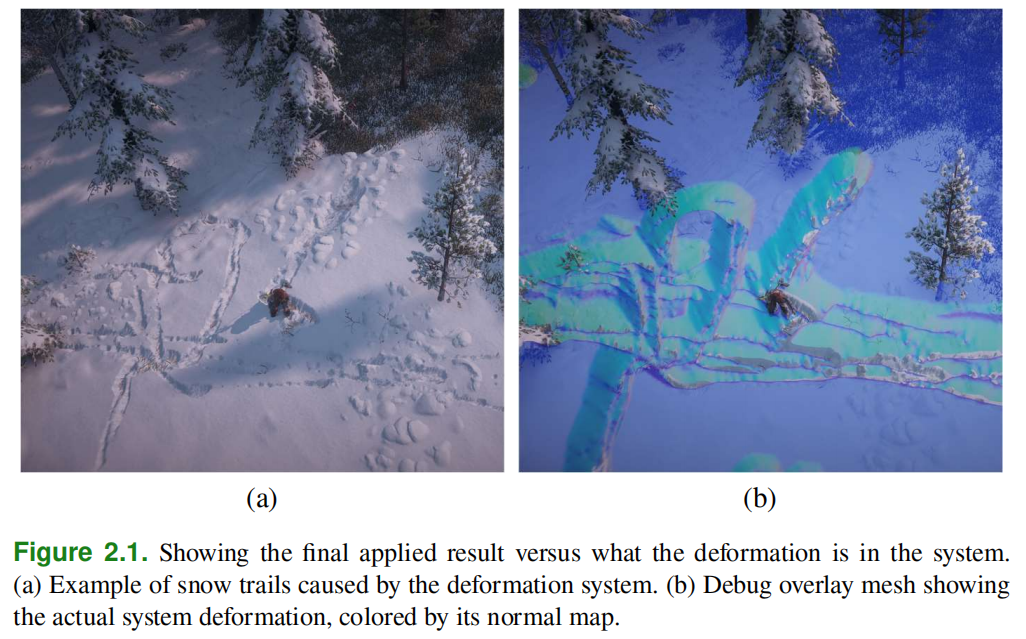 (a)
(b)
Figure 2.1. Showing the final applied result versus what the deformation is in the system.
(a) Example of snow trails caused by the deformation system. (b) Debug overlay mesh showing
the actual system deformation, colored by its normal map.